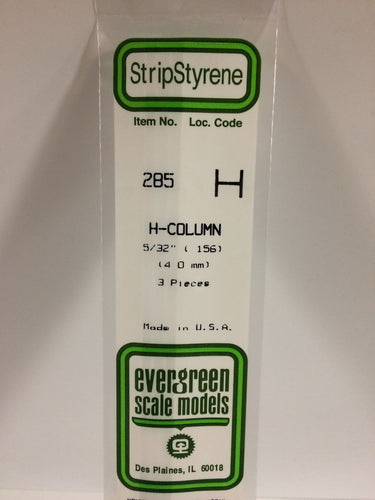 StripStyrene
Item No. Loc. Code
285 H
H-COLUMN
5/32" ( 156)
(4 0 mm)
3 Pieces
Made in U.S.A.
evergreen
scale models
Des Plaines, IL 60018